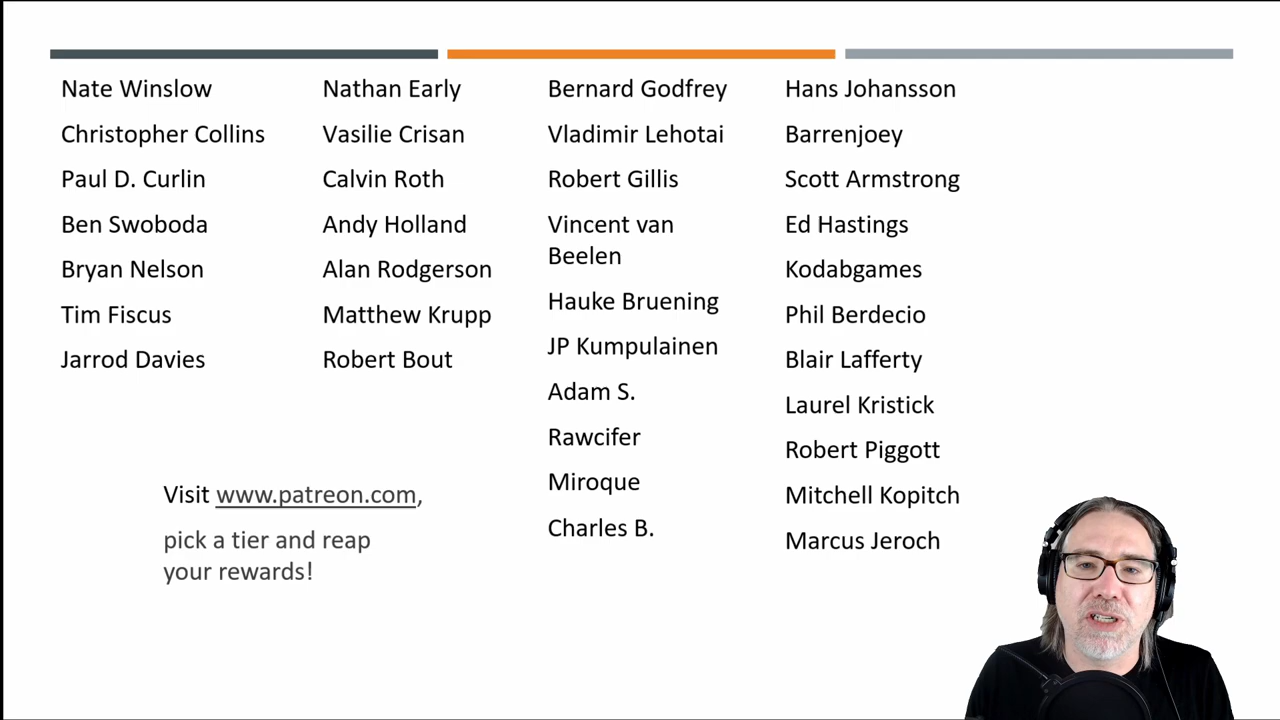 Nate Winslow
Christopher Collins
Paul D. Curlin
Ben Swoboda
Bryan Nelson
Tim Fiscus
Jarrod Davies
Nathan Early
Vasilie Crisan
Calvin Roth
Andy Holland
Alan Rodgerson
Matthew Krupp
Robert Bout
Bernard Godfrey
Vladimir Lehotai
Robert Gillis
Vincent van
Beelen
Hauke Bruening
JP Kumpulainen
Adam S.
Rawcifer
Miroque
Charles B.
Hans Johansson
Barrenjoey
Scott Armstrong
Ed Hastings
Kodabgames
Phil Berdecio
Blair Lafferty
Laurel Kristick
Robert Piggott
Mitchell Kopitch
Marcus Jeroch
Visit www.patreon.com,
pick a tier and reap
your rewards!